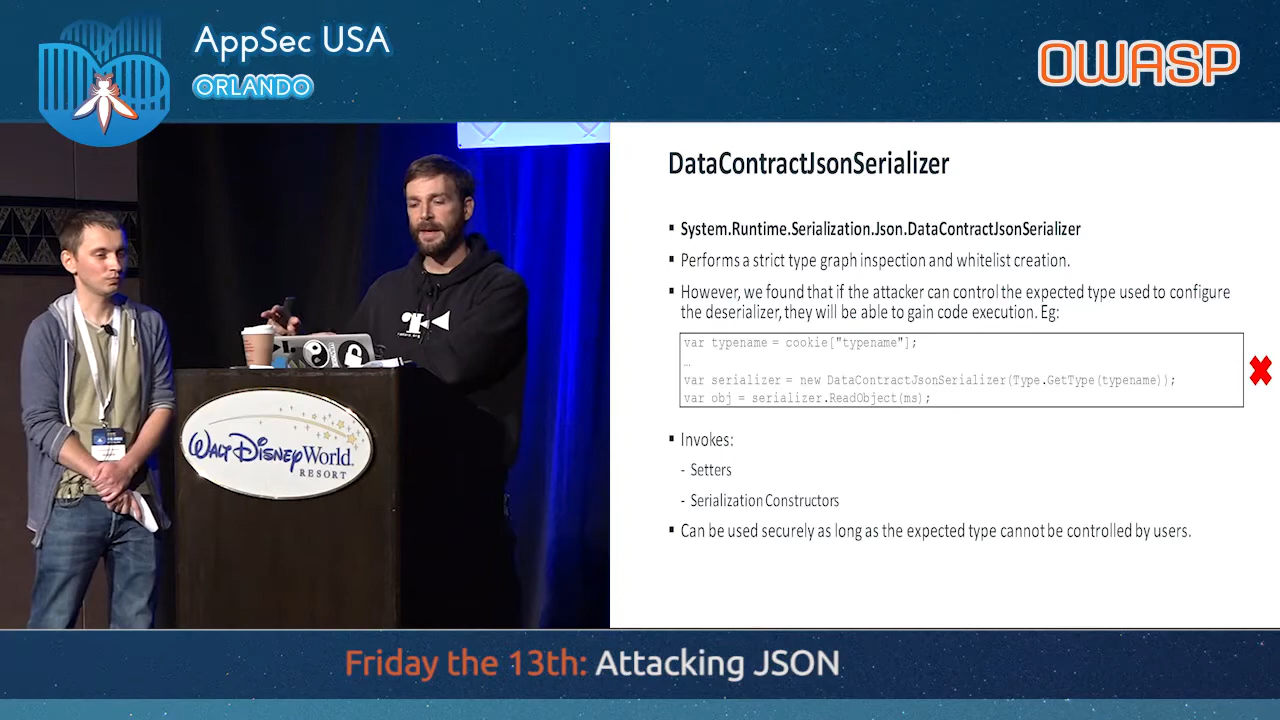 AppSec USA
ORLANDO
OWASP
DataContractJsonSerializer
▪ System.Runtime.Serialization.Json.DataContractJsonSerializer
▪ Performs a strict type graph inspection and whitelist creation.
▪ However, we found that if the attacker can control the expected type used to configure
the deserializer, they will be able to gain code execution. Eg:
var typename = cookie["typename"];
…
var serializer = new DataContractJsonSerializer(Type.GetType(typename));
var obj = serializer.ReadObject(ms);
▪ Invokes:
- Setters
- Serialization Constructors
▪ Can be used securely as long as the expected type cannot be controlled by users.
WALT DISNEY World
RESORT
Friday the 13th: Attacking JSON